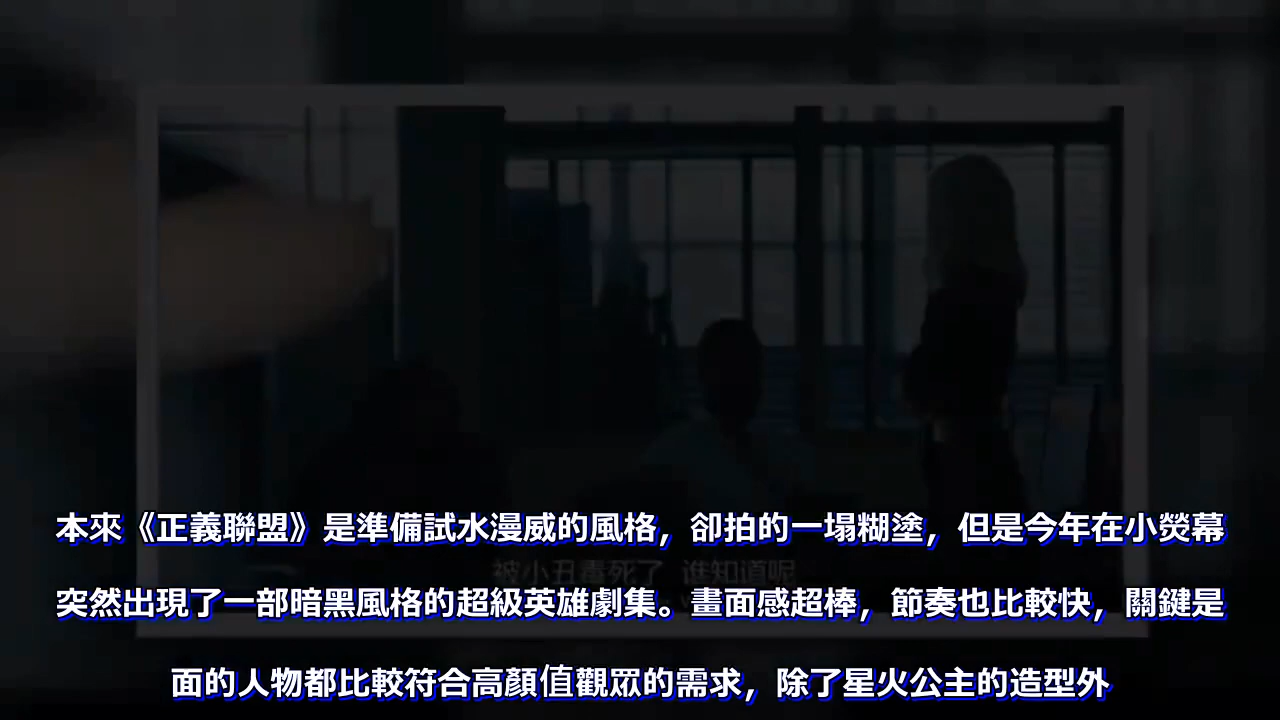 本來《正義聯盟》是準備試水漫威的風格，卻拍的一塌糊塗，但是今年在小熒幕
被小丑毒死了 谁知道呢
突然出現了一部暗黑風格的超級英雄劇集。畫面感超棒，節奏也比較快，關鍵是
面的人物都比較符合高顏值觀眾的需求，除了星火公主的造型外